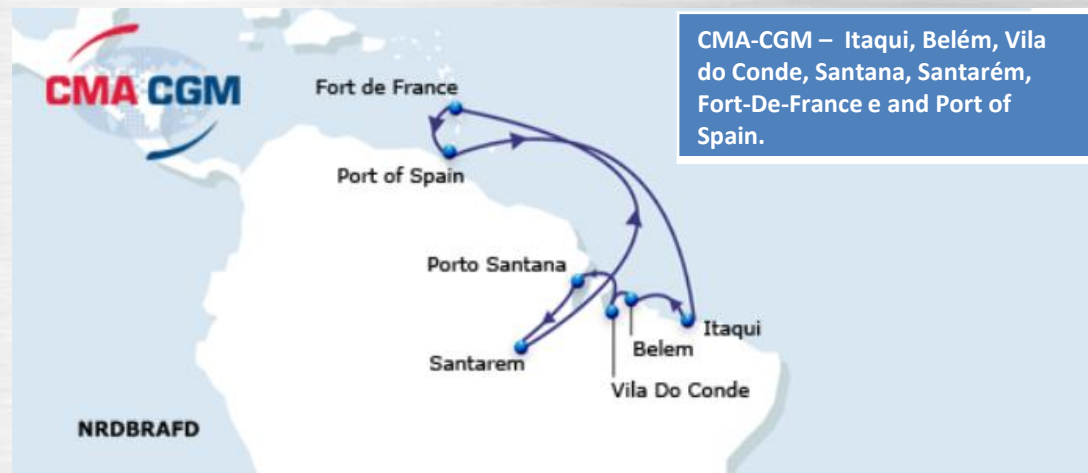 CMA CGM
CMA-CGM – Itaqui, Belém, Vila
do Conde, Santana, Santarém,
Fort-De-France e and Port of
Spain.
Fort de France
Port of Spain
Porto Santana
Itaqui
Belem
Santarem
Vila Do Conde
NRDBRAFD